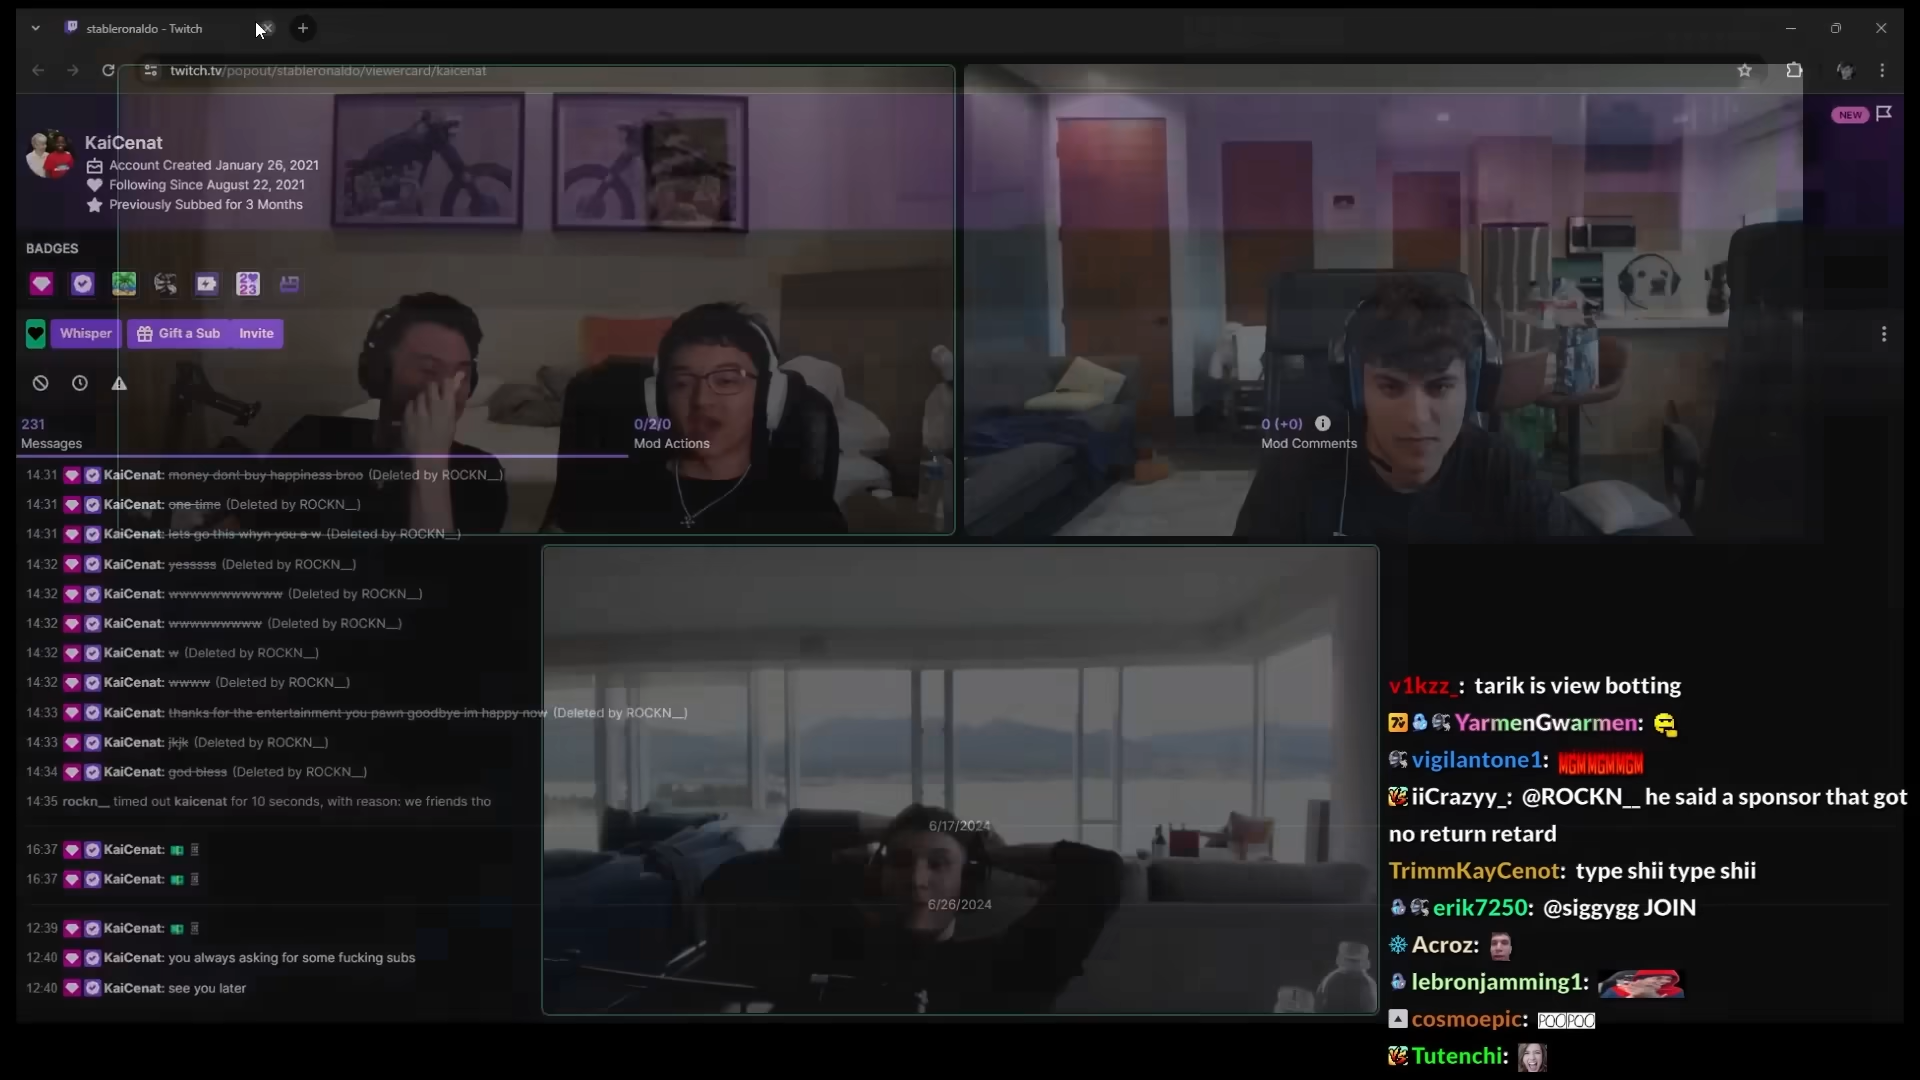 stableronaldo - Twitch
twitch.tv/popout/stableronaldo/viewercard/kaicenat
NEW
KaiCenat
Account Created January 26, 2021
Following Since August 22, 2021
Previously Subbed for 3 Months
BADGES
Whisper
Gift a Sub
Invite
231
Messages
0/2/0
Mod Actions
0 (+0)
Mod Comments
14:31 KaiCenat: money dont buy happiness broo (Deleted by ROCKN__)
14:31 KaiCenat: one time (Deleted by ROCKN__)
14:31 KaiCenat: lets go this whyn you a w (Deleted by ROCKN__)
14:32 KaiCenat: yesssss (Deleted by ROCKN__)
14:32 KaiCenat: wwwwwwwwwww (Deleted by ROCKN__)
14:32 KaiCenat: wwwwwwwww (Deleted by ROCKN__)
14:32 KaiCenat: w (Deleted by ROCKN__)
14:32 KaiCenat: wwww (Deleted by ROCKN__)
14:33 KaiCenat: thanks for the entertainment you pawn goodbye im happy now (Deleted by ROCKN__)
14:33 KaiCenat: jkjk (Deleted by ROCKN__)
14:34 KaiCenat: god bless (Deleted by ROCKN__)
14:35 rockn__ timed out kaicenat for 10 seconds, with reason: we friends tho
6/17/2024
16:37 KaiCenat:
16:37 KaiCenat:
6/26/2024
12:39 KaiCenat:
12:40 KaiCenat: you always asking for some fucking subs
12:40 KaiCenat: see you later
v1kzz_: tarik is view botting
YarmenGwarmen:
vigilantone1: MGMMGMMGM
iiCrazyy_: @ROCKN__ he said a sponsor that got
no return retard
TrimmKayCenot: type shii type shii
erik7250: @siggygg JOIN
Acroz:
lebronjamming1:
cosmoepic: POOPOO
Tutenchi: